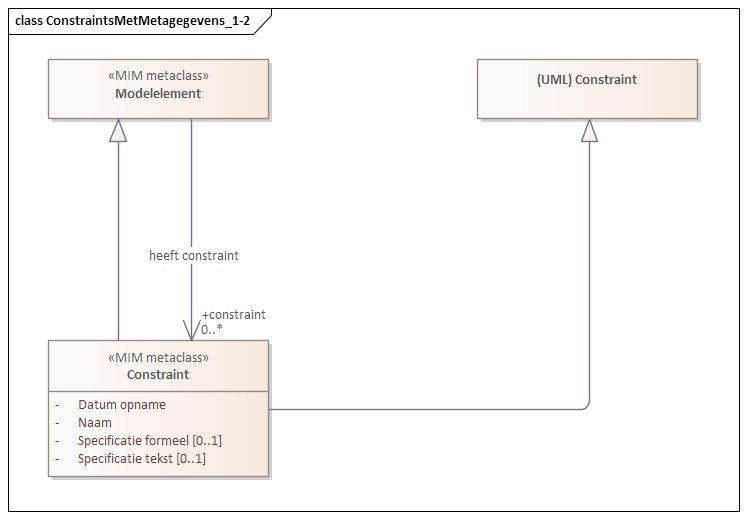 class ConstraintsMetMetagegevens_1-2
«MIM metaclass»
Modelelement
(UML) Constraint
heeft constraint
+constraint
0..*
«MIM metaclass»
Constraint
- Datum opname
- Naam
- Specificatie formeel [0..1]
- Specificatie tekst [0..1]